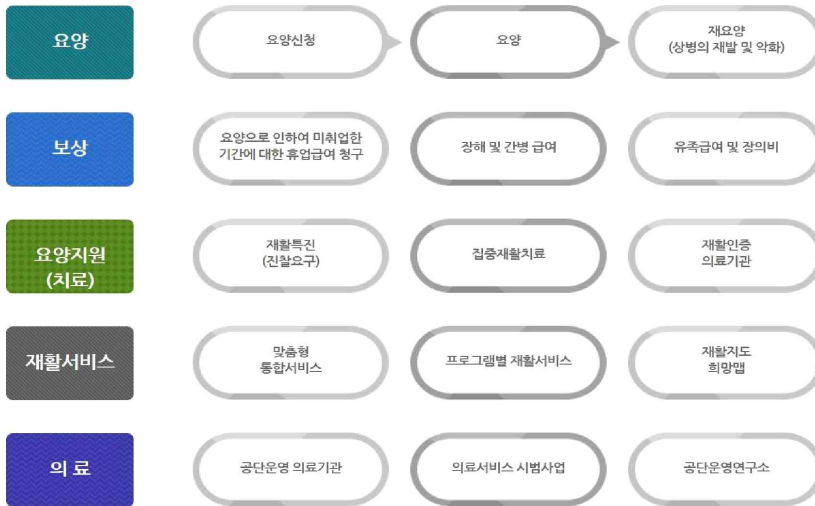 요양
요양신청
요양
재요양
(상병의 재발 및 악화)
보상
요양으로 인하여 미취업한
기간에 대한 휴업급여 청구
장해 및 간병 급여
유족급여 및 장의비
요양지원
(치료)
재활특진
(진찰요구)
집중재활치료
재활인증
의료기관
재활서비스
맞춤형
통합서비스
프로그램별 재활서비스
재활지도
희망맵
의 료
공단운영 의료기관
의료서비스 시범사업
공단운영연구소